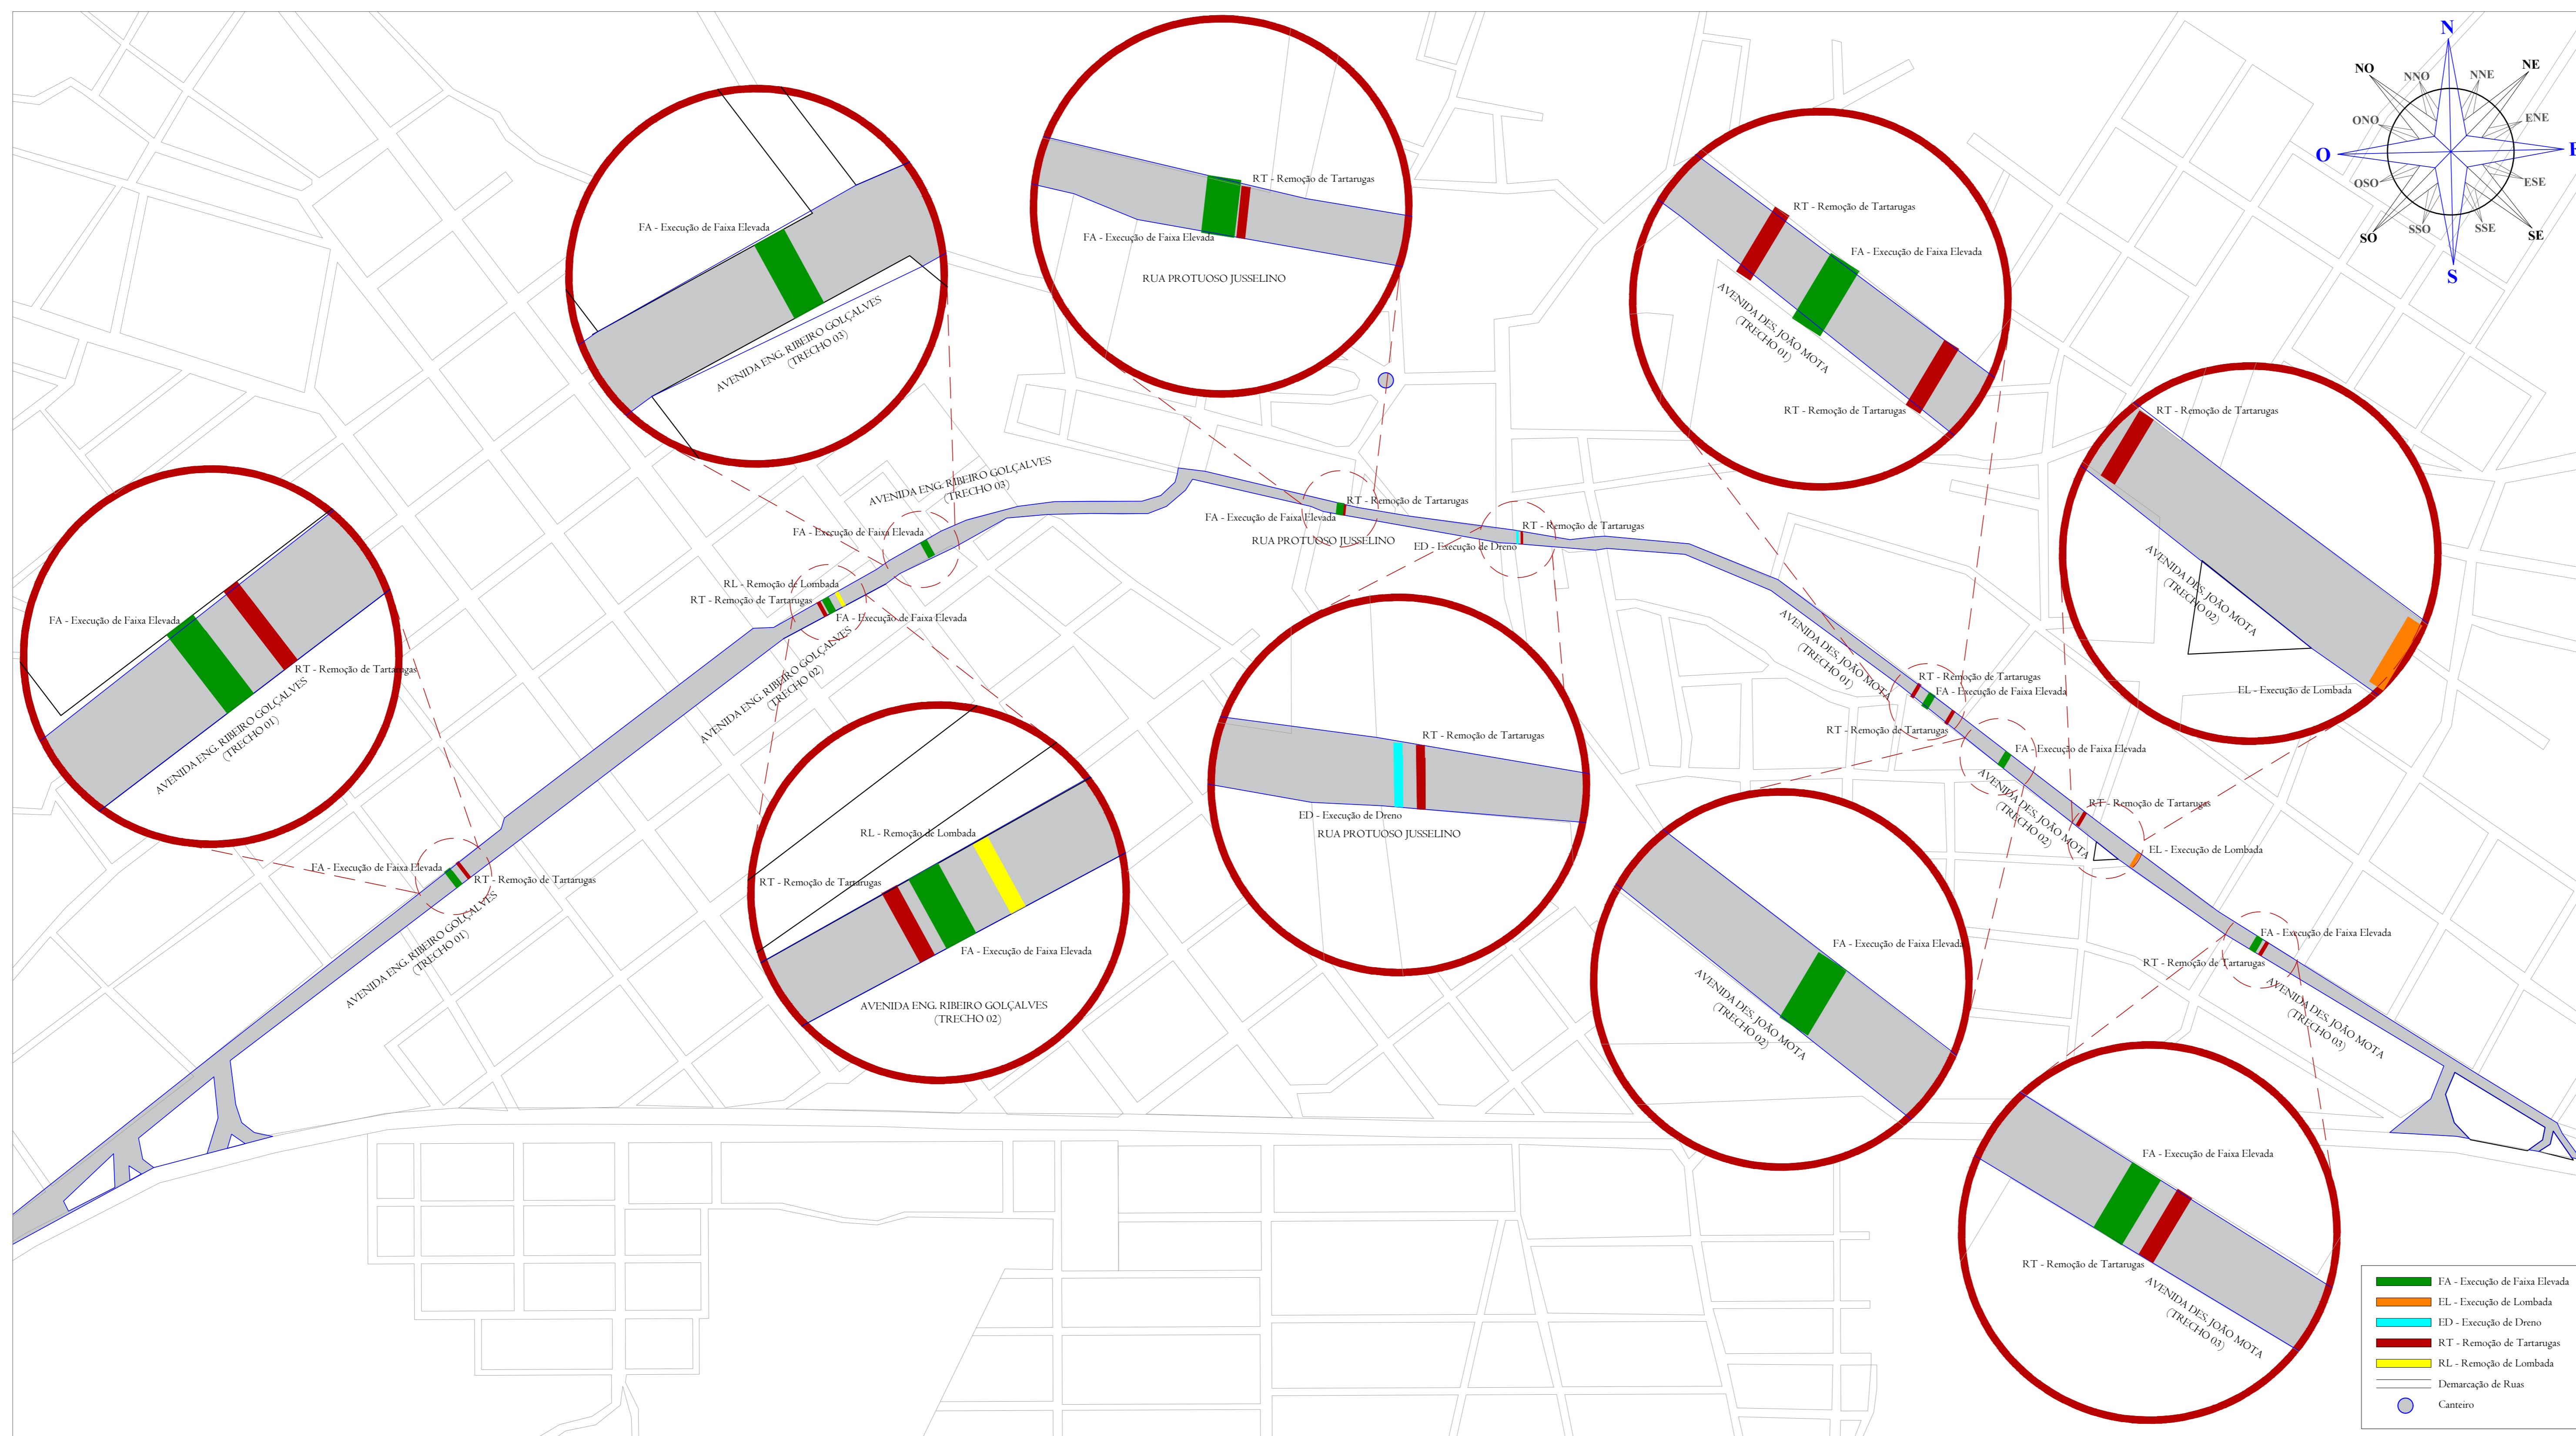 N
NNO
NNE
NO
NE
ONO
ENE
O
E
OSO
ESE
SO
SE
SSO
SSE
S
FA - Execução de Faixa Elevada
AVENIDA ENG. RIBEIRO GOLÇALVES
(TRECHO 03)
RT - Remoção de Tartarugas
FA - Execução de Faixa Elevada
RUA PROTUOSO JUSSELINO
RT - Remoção de Tartarugas
FA - Execução de Faixa Elevada
AVENIDA DES. JOÃO MOTA
(TRECHO 01)
RT - Remoção de Tartarugas
RT - Remoção de Tartarugas
AVENIDA DES. JOÃO MOTA
(TRECHO 02)
EL - Execução de Lombada
FA - Execução de Faixa Elevada
RT - Remoção de Tartarugas
AVENIDA ENG. RIBEIRO GOLÇALVES
(TRECHO 01)
AVENIDA ENG. RIBEIRO GOLÇALVES
(TRECHO 03)
FA - Execução de Faixa Elevada
RL - Remoção de Lombada
RT - Remoção de Tartarugas
FA - Execução de Faixa Elevada
AVENIDA ENG. RIBEIRO GOLÇALVES
(TRECHO 02)
RT - Remoção de Tartarugas
FA - Execução de Faixa Elevada
RUA PROTUOSO JUSSELINO
RT - Remoção de Tartarugas
ED - Execução de Dreno
AVENIDA DES. JOÃO MOTA
(TRECHO 01)
RT - Remoção de Tartarugas
FA - Execução de Faixa Elevada
RT - Remoção de Tartarugas
FA - Execução de Faixa Elevada
AVENIDA DES. JOÃO MOTA
(TRECHO 02)
RT - Remoção de Tartarugas
EL - Execução de Lombada
FA - Execução de Faixa Elevada
RT - Remoção de Tartarugas
AVENIDA DES. JOÃO MOTA
(TRECHO 03)
FA - Execução de Faixa Elevada
RT - Remoção de Tartarugas
AVENIDA ENG. RIBEIRO GOLÇALVES
(TRECHO 01)
RL - Remoção de Lombada
RT - Remoção de Tartarugas
FA - Execução de Faixa Elevada
AVENIDA ENG. RIBEIRO GOLÇALVES
(TRECHO 02)
RT - Remoção de Tartarugas
ED - Execução de Dreno
RUA PROTUOSO JUSSELINO
FA - Execução de Faixa Elevada
AVENIDA DES. JOÃO MOTA
(TRECHO 02)
FA - Execução de Faixa Elevada
RT - Remoção de Tartarugas
AVENIDA DES. JOÃO MOTA
(TRECHO 03)
FA - Execução de Faixa Elevada
EL - Execução de Lombada
ED - Execução de Dreno
RT - Remoção de Tartarugas
RL - Remoção de Lombada
Demarcação de Ruas
Canteiro